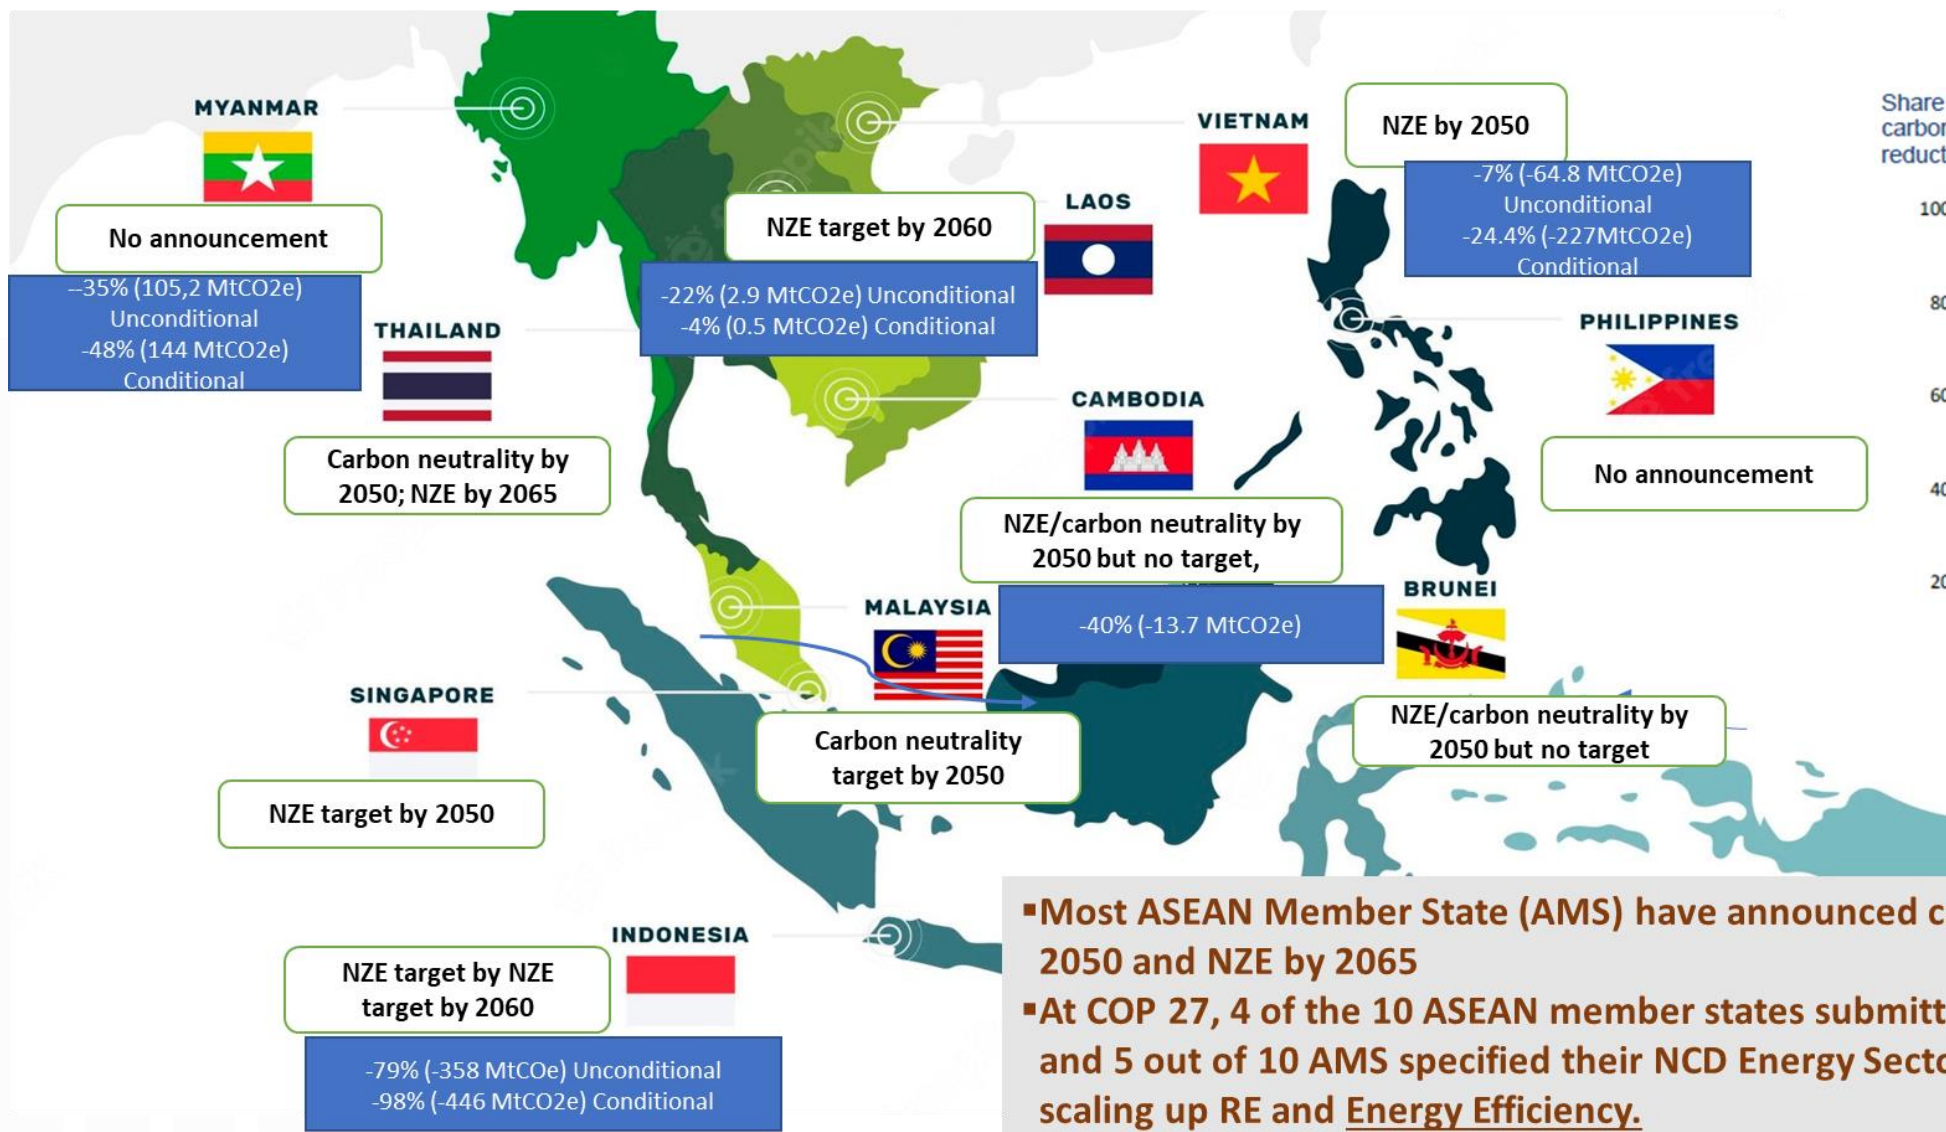 MYANMAR
No announcement
--35% (105,2 MtCO2e)
Unconditional
-48% (144 MtCO2e)
Conditional
THAILAND
Carbon neutrality by
2050; NZE by 2065
NZE target by 2060
LAOS
-22% (2.9 MtCO2e) Unconditional
-4% (0.5 MtCO2e) Conditional
VIETNAM
NZE by 2050
-7% (-64.8 MtCO2e)
Unconditional
-24.4% (-227MtCO2e)
Conditional
PHILIPPINES
No announcement
CAMBODIA
NZE/carbon neutrality by
2050 but no target,
-40% (-13.7 MtCO2e)
BRUNEI
NZE/carbon neutrality by
2050 but no target
MALAYSIA
Carbon neutrality
target by 2050
SINGAPORE
NZE target by 2050
INDONESIA
NZE target by NZE
target by 2060
-79% (-358 MtCOe) Unconditional
-98% (-446 MtCO2e) Conditional
Share
carbon
reduct
100
80
60
40
20
▪Most ASEAN Member State (AMS) have announced c
2050 and NZE by 2065
▪At COP 27, 4 of the 10 ASEAN member states submitt
and 5 out of 10 AMS specified their NCD Energy Secto
scaling up RE and Energy Efficiency.